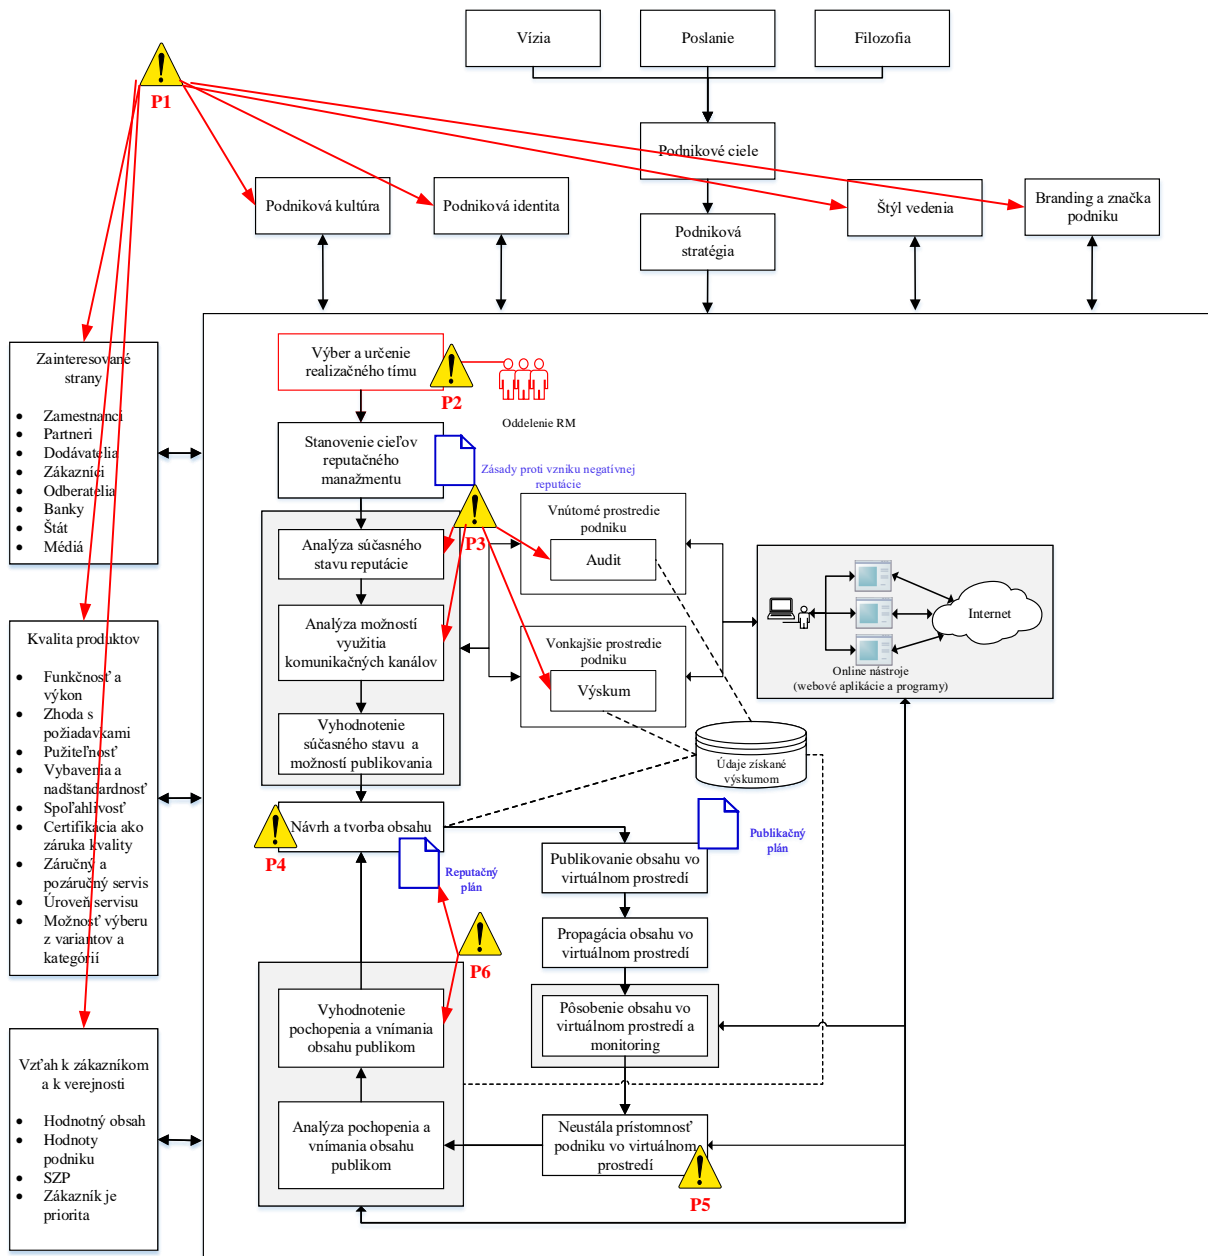 Vízia
Poslanie
Filozofia
P1
Podnikové ciele
Podniková kultúra
Podniková identita
Štýl vedenia
Branding a značka
podniku
Podniková
stratégia
Zainteresované
strany
• Zamestnanci
• Partneri
• Dodávatelia
• Zákazníci
• Odberatelia
• Banky
• Štát
• Médiá
Kvalita produktov
• Funkčnosť a
výkon
• Zhoda s
požiadavkami
• Pužiteľnosť
• Vybavenia a
nadštandardnosť
• Spoľahlivosť
• Certifikácia ako
záruka kvality
• Záručný a
pozáručný servis
• Úroveň servisu
• Možnosť výberu
z variantov a
kategórií
Vzťah k zákazníkom
a k verejnosti
• Hodnotný obsah
• Hodnoty
podniku
• SZP
• Zákazník je
priorita
Výber a určenie
realizačného tímu
P2
Oddelenie RM
Stanovenie cieľov
reputačného
manažmentu
Zásady proti vzniku negatívnej
reputácie
P3
Analýza súčasného
stavu reputácie
Analýza možností
využitia
komunikačných kanálov
Vyhodnotenie
súčasného stavu a
možností publikovania
Vnútorné prostredie
podniku
Audit
Vonkajšie prostredie
podniku
Výskum
Internet
Online nástroje
(webové aplikácie a programy)
Údaje získané
výskumom
Návrh a tvorba obsahu
P4
Reputačný
plán
Publikačný
plán
Publikovanie obsahu vo
virtuálnom prostredí
Propagácia obsahu vo
virtuálnom prostredí
P6
Pôsobenie obsahu vo
virtuálnom prostredí a
monitoring
Vyhodnotenie
pochopenia a vnímania
obsahu publikom
Neustála prístomnosť
podniku vo virtuálnom
prostredí
P5
Analýza pochopenia a
vnímania obsahu
publikom